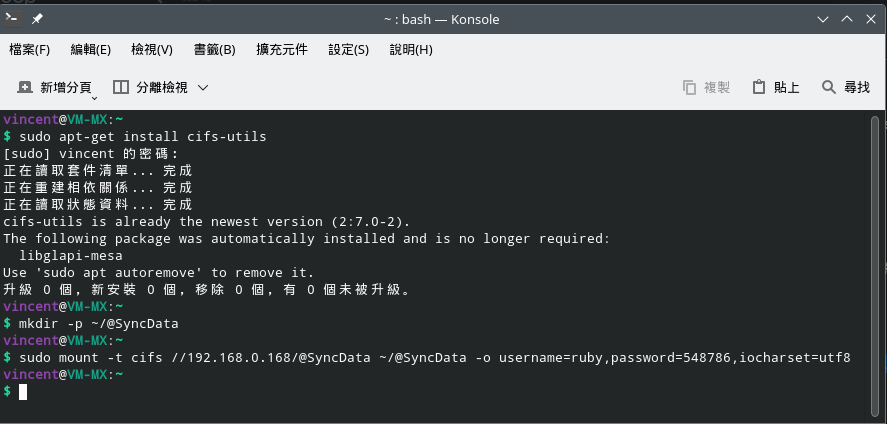 ~ : bash — Konsole
檔案(F) 編輯(E) 檢視(V) 書籤(B) 擴充元件 設定(S) 說明(H)
新增分頁 分離檢視 複製 貼上 尋找
vincent@VM-MX:~
$ sudo apt-get install cifs-utils
[sudo] vincent 的密碼:
正在讀取套件清單... 完成
正在重建相依關係... 完成
正在讀取狀態資料... 完成
cifs-utils is already the newest version (2:7.0-2).
The following package was automatically installed and is no longer required:
libglapi-mesa
Use 'sudo apt autoremove' to remove it.
升級 0 個, 新安裝 0 個, 移除 0 個, 有 0 個未被升級。
vincent@VM-MX:~
$ mkdir -p ~/@SyncData
vincent@VM-MX:~
$ sudo mount -t cifs //192.168.0.168/@SyncData ~/@SyncData -o username=ruby,password=548786,iocharset=utf8
vincent@VM-MX:~
$